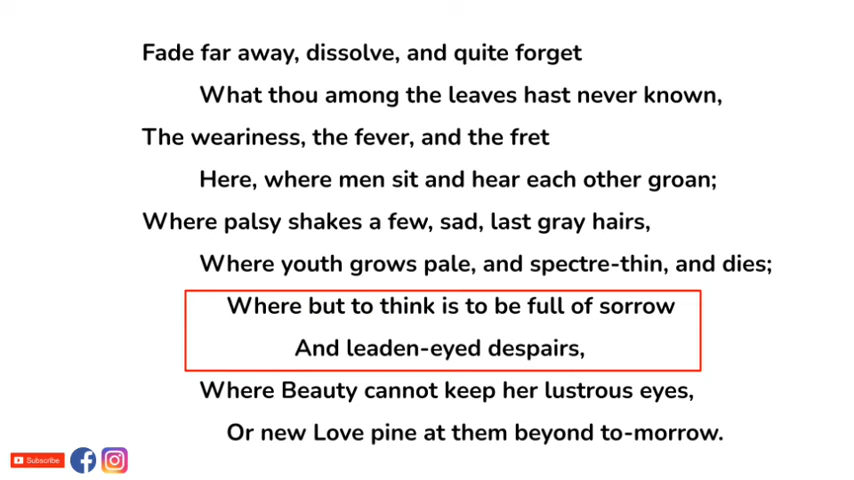 Fade far away, dissolve, and quite forget
What thou among the leaves hast never known,
The weariness, the fever, and the fret
Here, where men sit and hear each other groan;
Where palsy shakes a few, sad, last gray hairs,
Where youth grows pale, and spectre-thin, and dies;
Where but to think is to be full of sorrow
And leaden-eyed despairs,
Where Beauty cannot keep her lustrous eyes,
Or new Love pine at them beyond to-morrow.
Subscribe